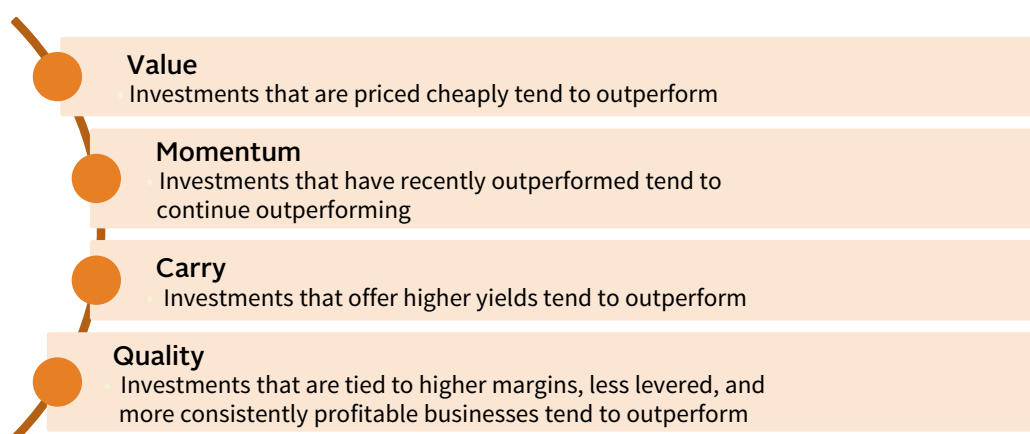 Value
Investments that are priced cheaply tend to outperform
Momentum
Investments that have recently outperformed tend to
continue outperforming
Carry
Investments that offer higher yields tend to outperform
Quality
Investments that are tied to higher margins, less levered, and
more consistently profitable businesses tend to outperform